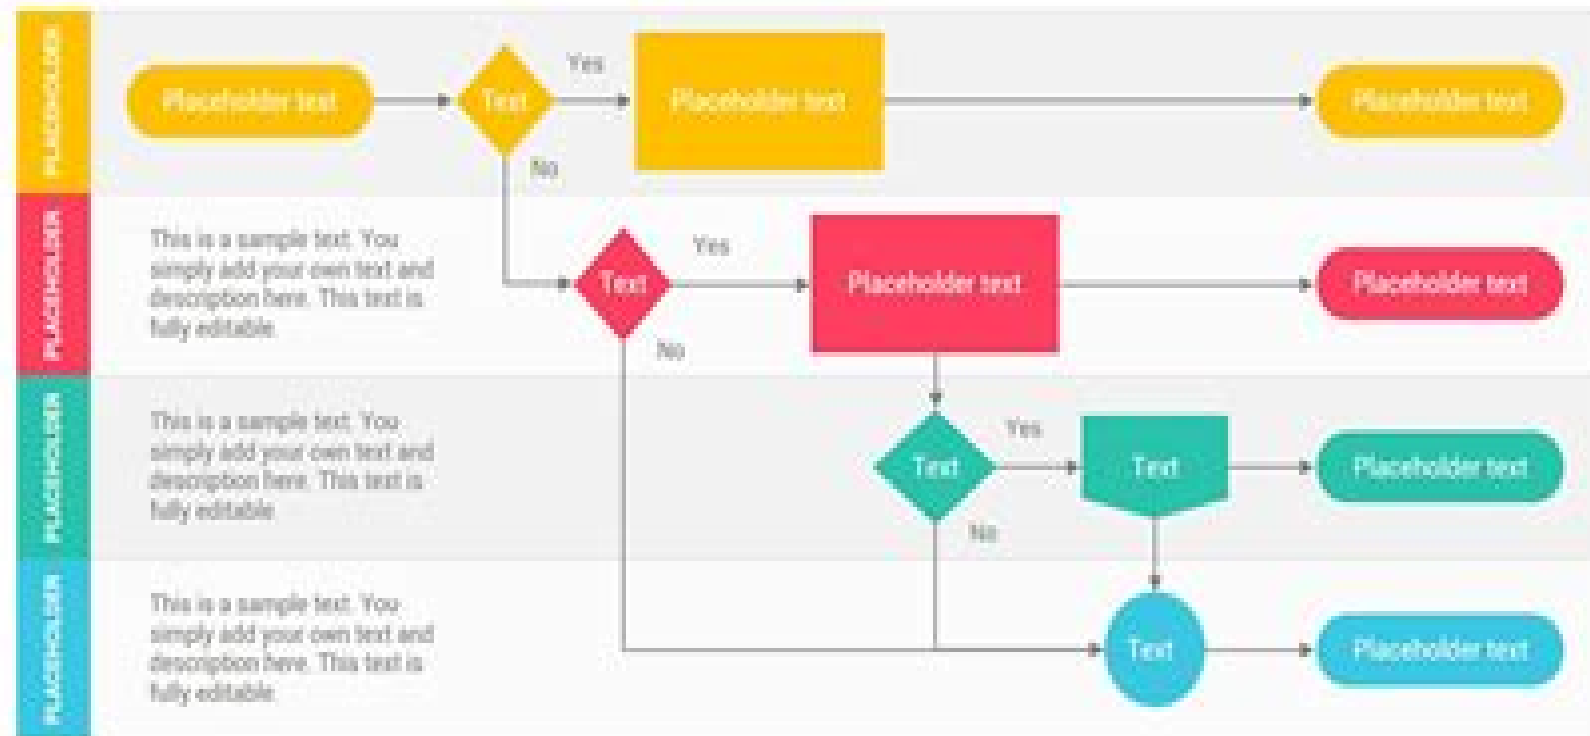 PLACEHOLDER
Placeholder text
Text
Yes
Placeholder text
Placeholder text
No
PLACEHOLDER
This is a sample text. You
simply add your own text and
description here. This text is
fully editable
Text
Yes
Placeholder text
Placeholder text
No
PLACEHOLDER
This is a sample text. You
simply add your own text and
description here. This text is
fully editable
Text
Yes
Text
Placeholder text
No
PLACEHOLDER
This is a sample text. You
simply add your own text and
description here. This text is
fully editable
Text
Placeholder text